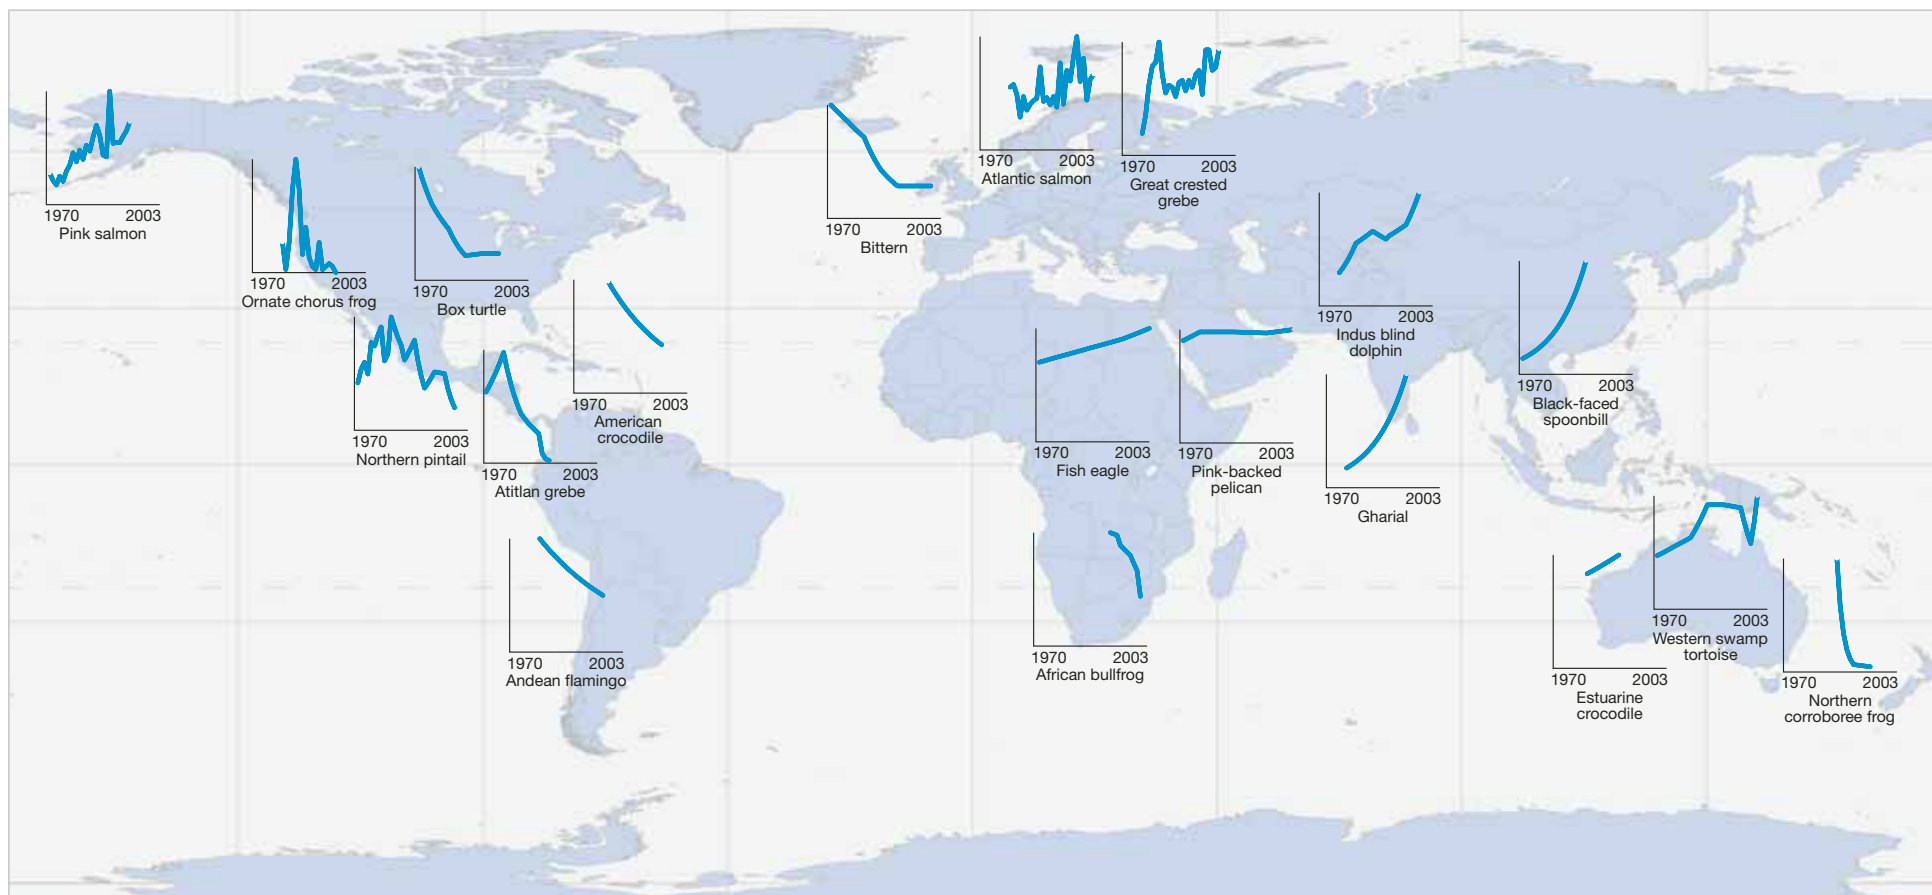 1970 2003
Pink salmon
1970 2003
Ornate chorus frog
1970 2003
Box turtle
1970 2003
Northern pintail
1970 2003
Atitlan grebe
1970 2003
American
crocodile
1970 2003
Andean flamingo
1970 2003
Bittern
1970 2003
Atlantic salmon
1970 2003
Great crested
grebe
1970 2003
Fish eagle
1970 2003
Pink-backed
pelican
1970 2003
African bullfrog
1970 2003
Indus blind
dolphin
1970 2003
Gharial
1970 2003
Black-faced
spoonbill
1970 2003
Estuarine
crocodile
1970 2003
Western swamp
tortoise
1970 2003
Northern
corroboree frog